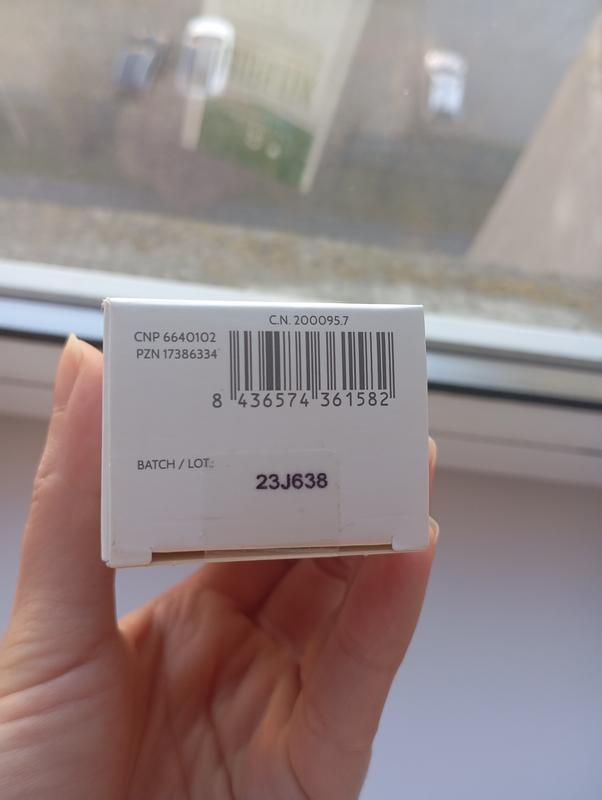 C.N. 200095.7
CNP 6640102
PZN 17386334
8 436574 361582
BATCH / LOT:
23J638